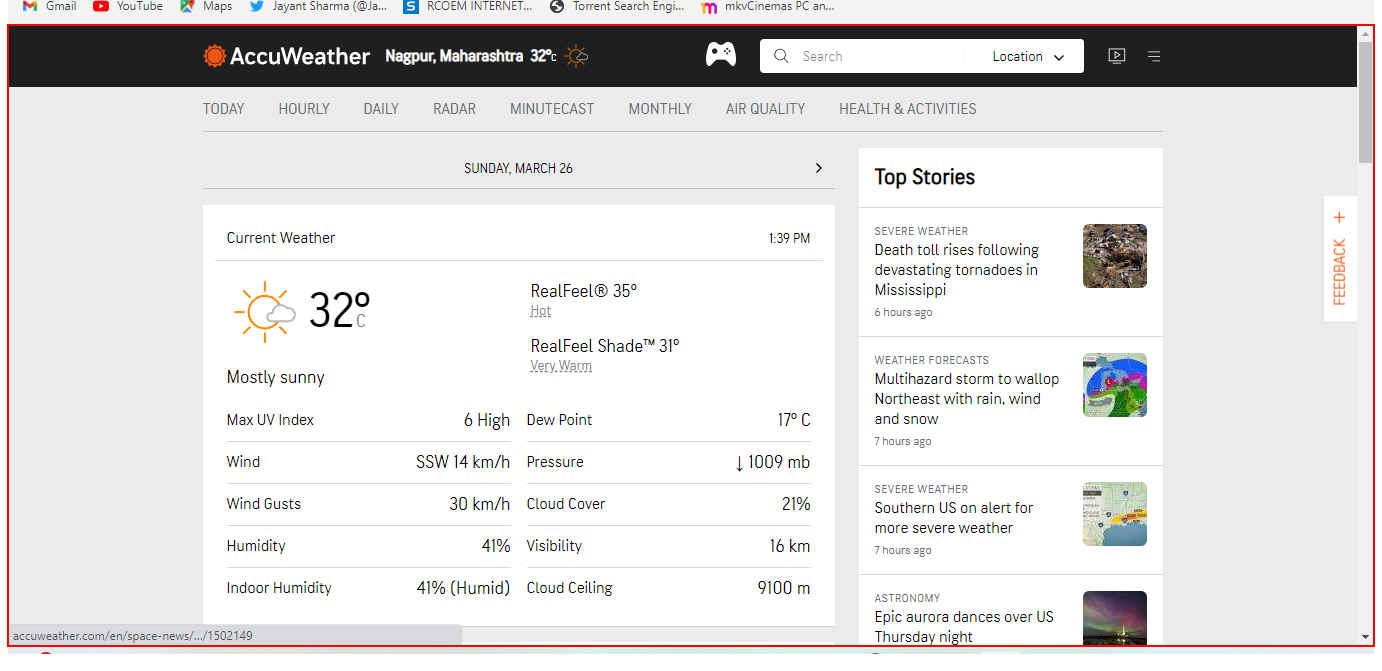 Gmail YouTube Maps Jayant Sharma (@Ja... RCOEM INTERNET... Torrent Search Engi... mkvCinemas PC an...
AccuWeather Nagpur, Maharashtra 32°C Search Location
TODAY HOURLY DAILY RADAR MINUTECAST MONTHLY AIR QUALITY HEALTH & ACTIVITIES
SUNDAY, MARCH 26 >
Current Weather 1:39 PM
32°C
RealFeel® 35°
Hot
RealFeel Shade™ 31°
Very Warm
Mostly sunny
Max UV Index 6 High Dew Point 17° C
Wind SSW 14 km/h Pressure ↓ 1009 mb
Wind Gusts 30 km/h Cloud Cover 21%
Humidity 41% Visibility 16 km
Indoor Humidity 41% (Humid) Cloud Ceiling 9100 m
Top Stories
SEVERE WEATHER
Death toll rises following
devastating tornadoes in
Mississippi
6 hours ago
WEATHER FORECASTS
Multihazard storm to wallop
Northeast with rain, wind
and snow
7 hours ago
SEVERE WEATHER
Southern US on alert for
more severe weather
7 hours ago
ASTRONOMY
Epic aurora dances over US
Thursday night
FEEDBACK +
accuweather.com/en/space-news/.../1502149